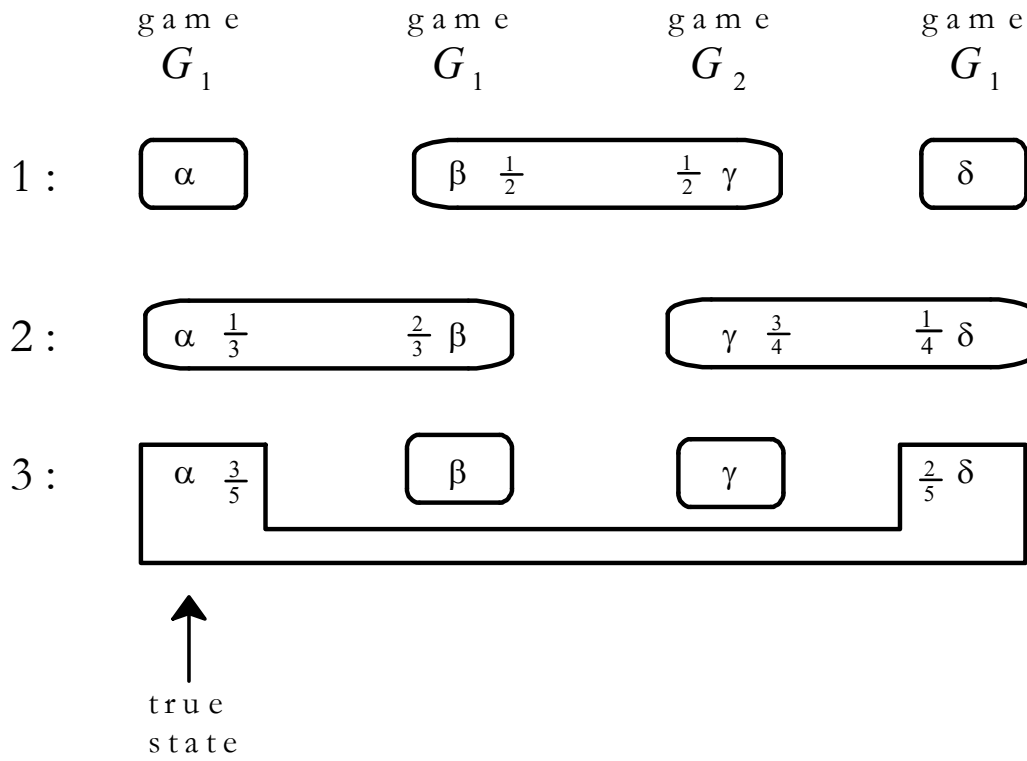 game game game game
G₁ G₁ G₂ G₁
1: α β 1/2 1/2 γ δ
2: α 1/3 2/3 β γ 3/4 1/4 δ
3: α 3/5 β γ 2/5 δ
true
state